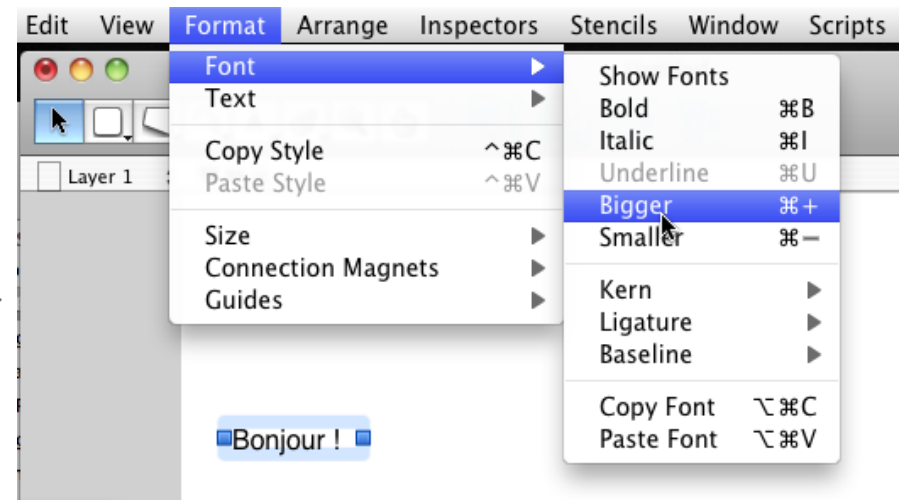 Edit View Format Arrange Inspectors Stencils Window Scripts
Font
Text
Copy Style ^⌘C
Paste Style ^⌘V
Size
Connection Magnets
Guides
Show Fonts
Bold ⌘B
Italic ⌘I
Underline ⌘U
Bigger ⌘+
Smaller ⌘−
Kern
Ligature
Baseline
Copy Font ⌥⌘C
Paste Font ⌥⌘V
Layer 1
Bonjour !